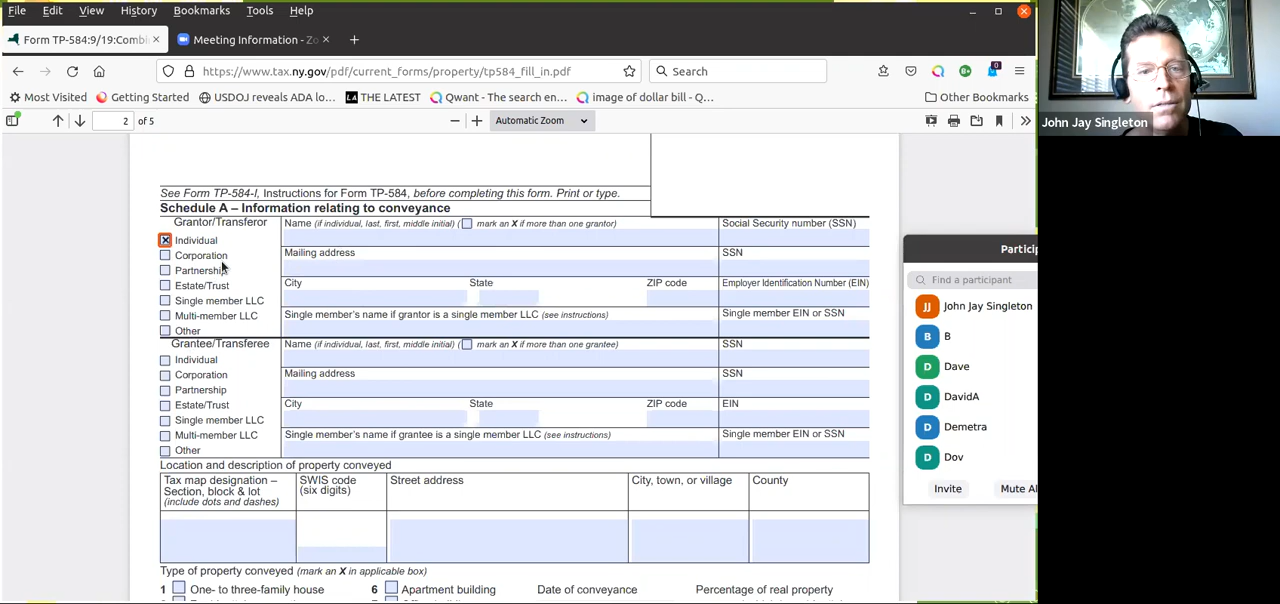 File Edit View History Bookmarks Tools Help
Form TP-584:9/19:Combi Meeting Information - Zo
https://www.tax.ny.gov/pdf/current_forms/property/tp584_fill_in.pdf Search 0
Most Visited Getting Started USDOJ reveals ADA lo... LA THE LATEST Qwant - The search en... image of dollar bill - Q... Other Bookmarks
2 of 5 Automatic Zoom
John Jay Singleton
See Form TP-584-I, Instructions for Form TP-584, before completing this form. Print or type.
Schedule A – Information relating to conveyance
Grantor/Transferor Name (if individual, last, first, middle initial) ( mark an X if more than one grantor) Social Security number (SSN)
Individual
Corporation Mailing address SSN
Partnership
Estate/Trust City State ZIP code Employer Identification Number (EIN)
Single member LLC
Multi-member LLC Single member's name if grantor is a single member LLC (see instructions) Single member EIN or SSN
Other
Grantee/Transferee Name (if individual, last, first, middle initial) ( mark an X if more than one grantee) SSN
Individual
Corporation Mailing address SSN
Partnership
Estate/Trust City State ZIP code EIN
Single member LLC
Multi-member LLC Single member's name if grantee is a single member LLC (see instructions) Single member EIN or SSN
Other
Location and description of property conveyed
Tax map designation – SWIS code Street address City, town, or village County
Section, block & lot (six digits)
(include dots and dashes)
Type of property conveyed (mark an X in applicable box)
1 One- to three-family house 6 Apartment building Date of conveyance Percentage of real property
Particip
Find a participant
JJ John Jay Singleton
B B
D Dave
D DavidA
D Demetra
D Dov
Invite Mute Al